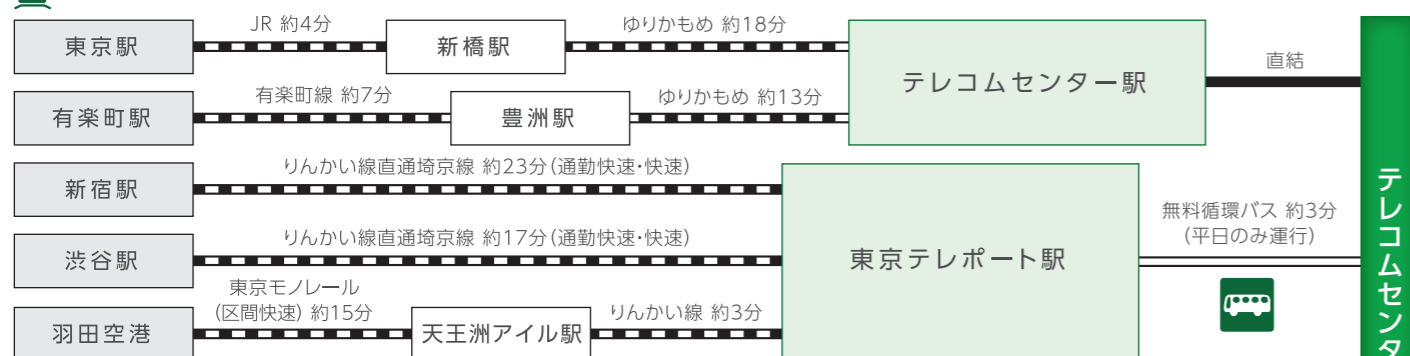 東京駅
JR 約4分
新橋駅
ゆりかもめ 約18分
テレコムセンター駅
直結
有楽町駅
有楽町線 約7分
豊洲駅
ゆりかもめ 約13分
新宿駅
りんかい線直通埼京線 約23分(通勤快速・快速)
渋谷駅
りんかい線直通埼京線 約17分(通勤快速・快速)
東京テレポート駅
無料循環バス 約3分
(平日のみ運行)
羽田空港
東京モノレール
(区間快速) 約15分
天王洲アイル駅
りんかい線 約3分
テレコムセンタ